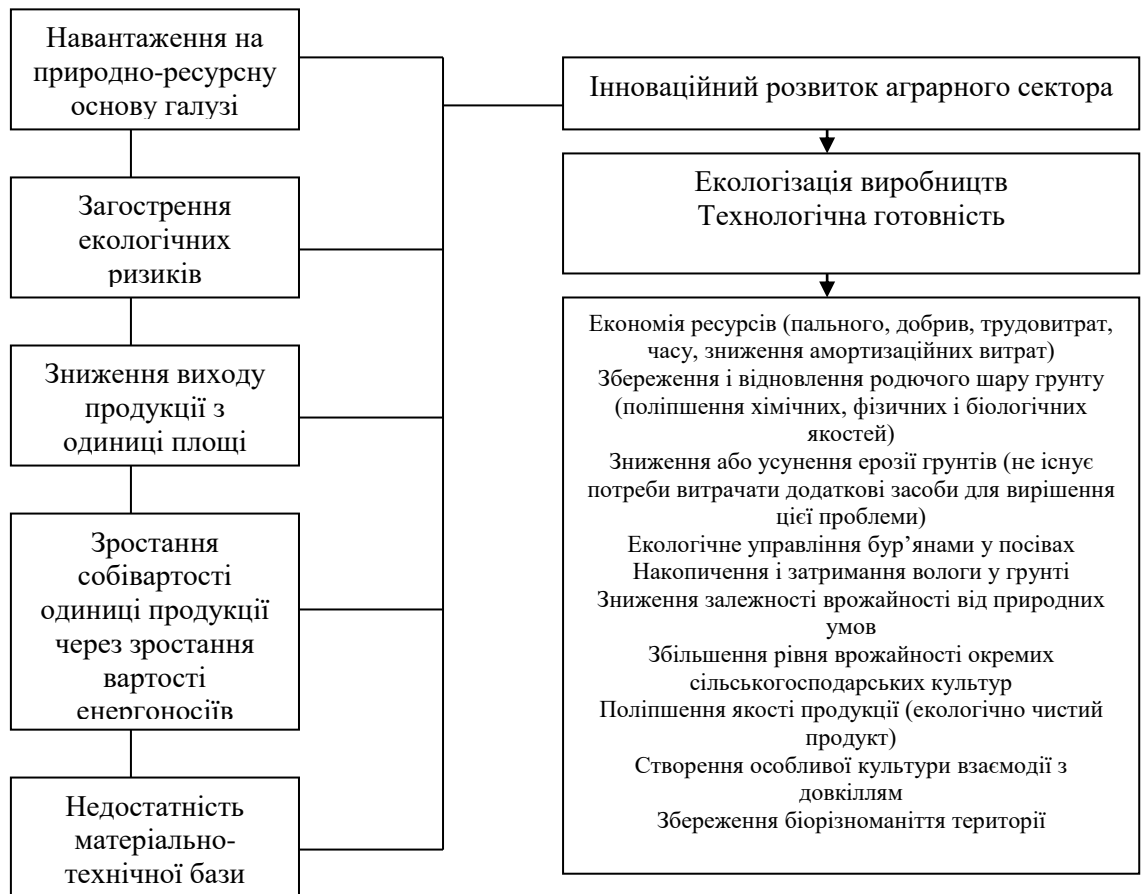 Навантаження на
природно-ресурсну
основу галузі
Загострення
екологічних
ризиків
Зниження виходу
продукції з
одиниці площі
Зростання
собівартості
одиниці продукції
через зростання
вартості
енергоносіїв
Недостатність
матеріально-
технічної бази
Інноваційний розвиток аграрного сектора
Екологізація виробництв
Технологічна готовність
Економія ресурсів (пального, добрив, трудовитрат,
часу, зниження амортизаційних витрат)
Збереження і відновлення родючого шару грунту
(поліпшення хімічних, фізичних і біологічних
якостей)
Зниження або усунення ерозії грунтів (не існує
потреби витрачати додаткові засоби для вирішення
цієї проблеми)
Екологічне управління бур’янами у посівах
Накопичення і затримання вологи у грунті
Зниження залежності врожайності від природних
умов
Збільшення рівня врожайності окремих
сільськогосподарських культур
Поліпшення якості продукції (екологічно чистий
продукт)
Створення особливої культури взаємодії з
довкіллям
Збереження біорізноманіття території